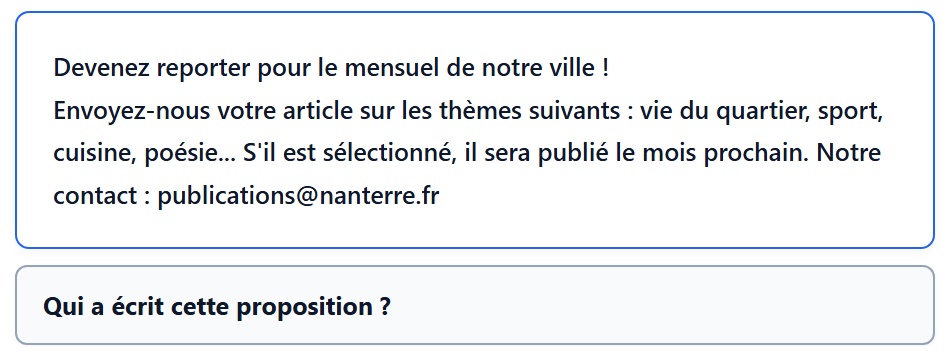 Devenez reporter pour le mensuel de notre ville !
Envoyez-nous votre article sur les thèmes suivants : vie du quartier, sport,
cuisine, poésie... S'il est sélectionné, il sera publié le mois prochain. Notre
contact : publications@nanterre.fr
Qui a écrit cette proposition ?